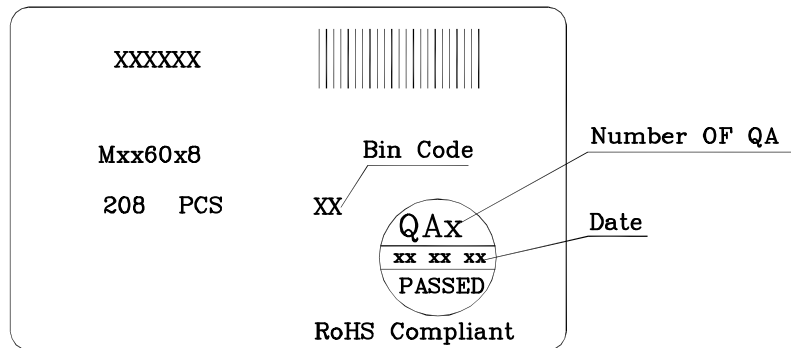 XXXXXX
Number OF QA
Mxx60x8
Bin Code
208 PCS
XX
QAx
Date
xx xx xx
PASSED
RoHS Compliant